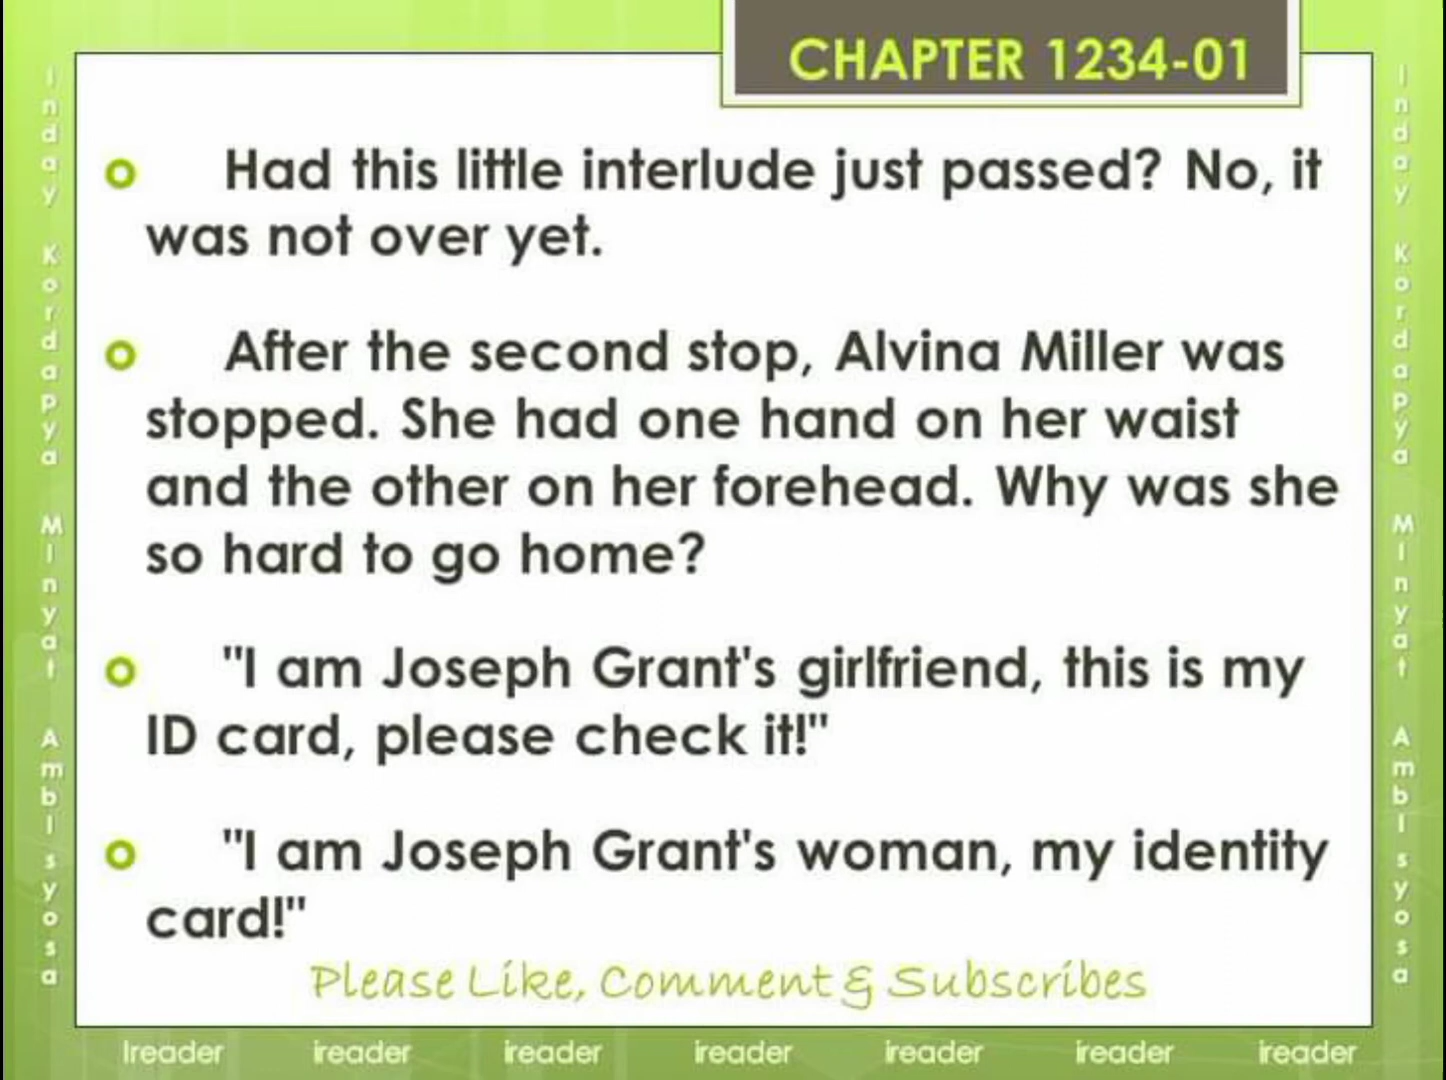 CHAPTER 1234-01
Had this little interlude just passed? No, it
was not over yet.
After the second stop, Alvina Miller was
stopped. She had one hand on her waist
and the other on her forehead. Why was she
so hard to go home?
"I am Joseph Grant's girlfriend, this is my
ID card, please check it!"
"I am Joseph Grant's woman, my identity
card!"
Please Like, Comment & Subscribes
Inday Kordapya MInyat AmbIsyosa
Inday Kordapya MInyat AmbIsyosa
Ireader ireader ireader ireader ireader ireader ireader